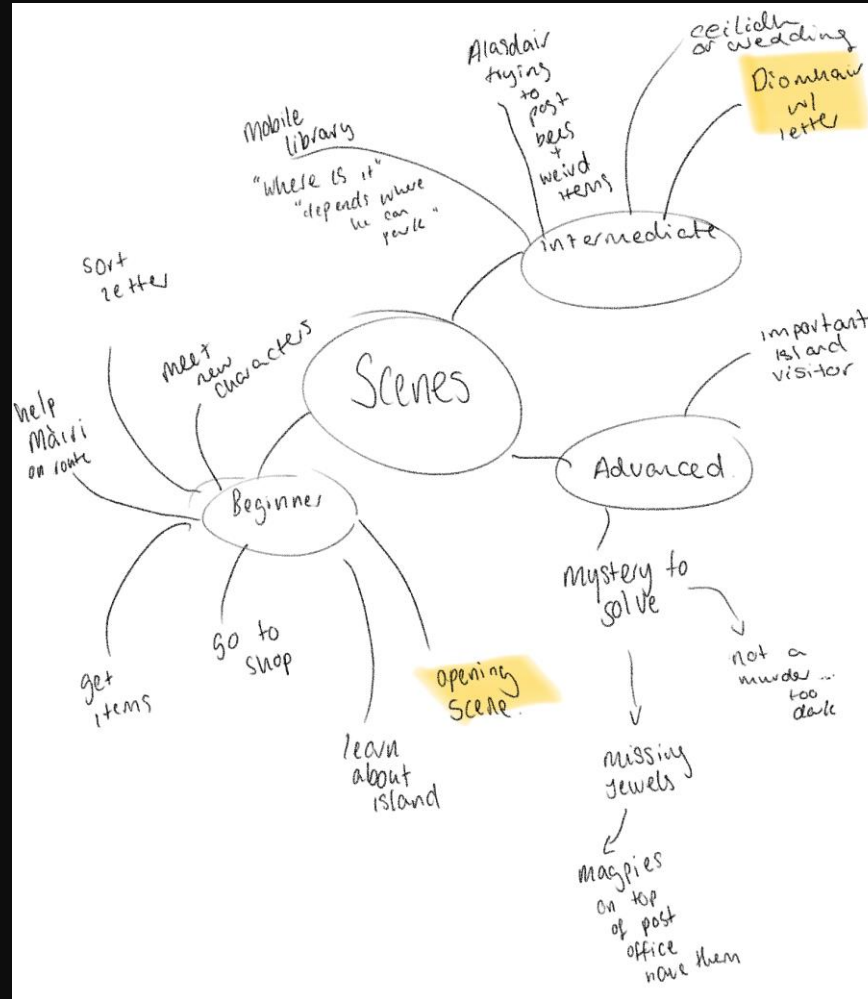 Scenes
Intermediate
Mobile
library
"where is it"
"depends where
he can
park"
Alasdair
trying
to
post
bees
+
weird
items
ceilidh
or wedding
Diomhair
w/
letter
Advanced.
important
island
visitor
mystery to
solve
not a
murder...
too
dark
missing
jewels
magpies
on top
of post
office
have them
Beginner
meet
new
characters
sort
letter
help
Màiri
on route
get
items
go to
shop
learn
about
island
opening
scene.